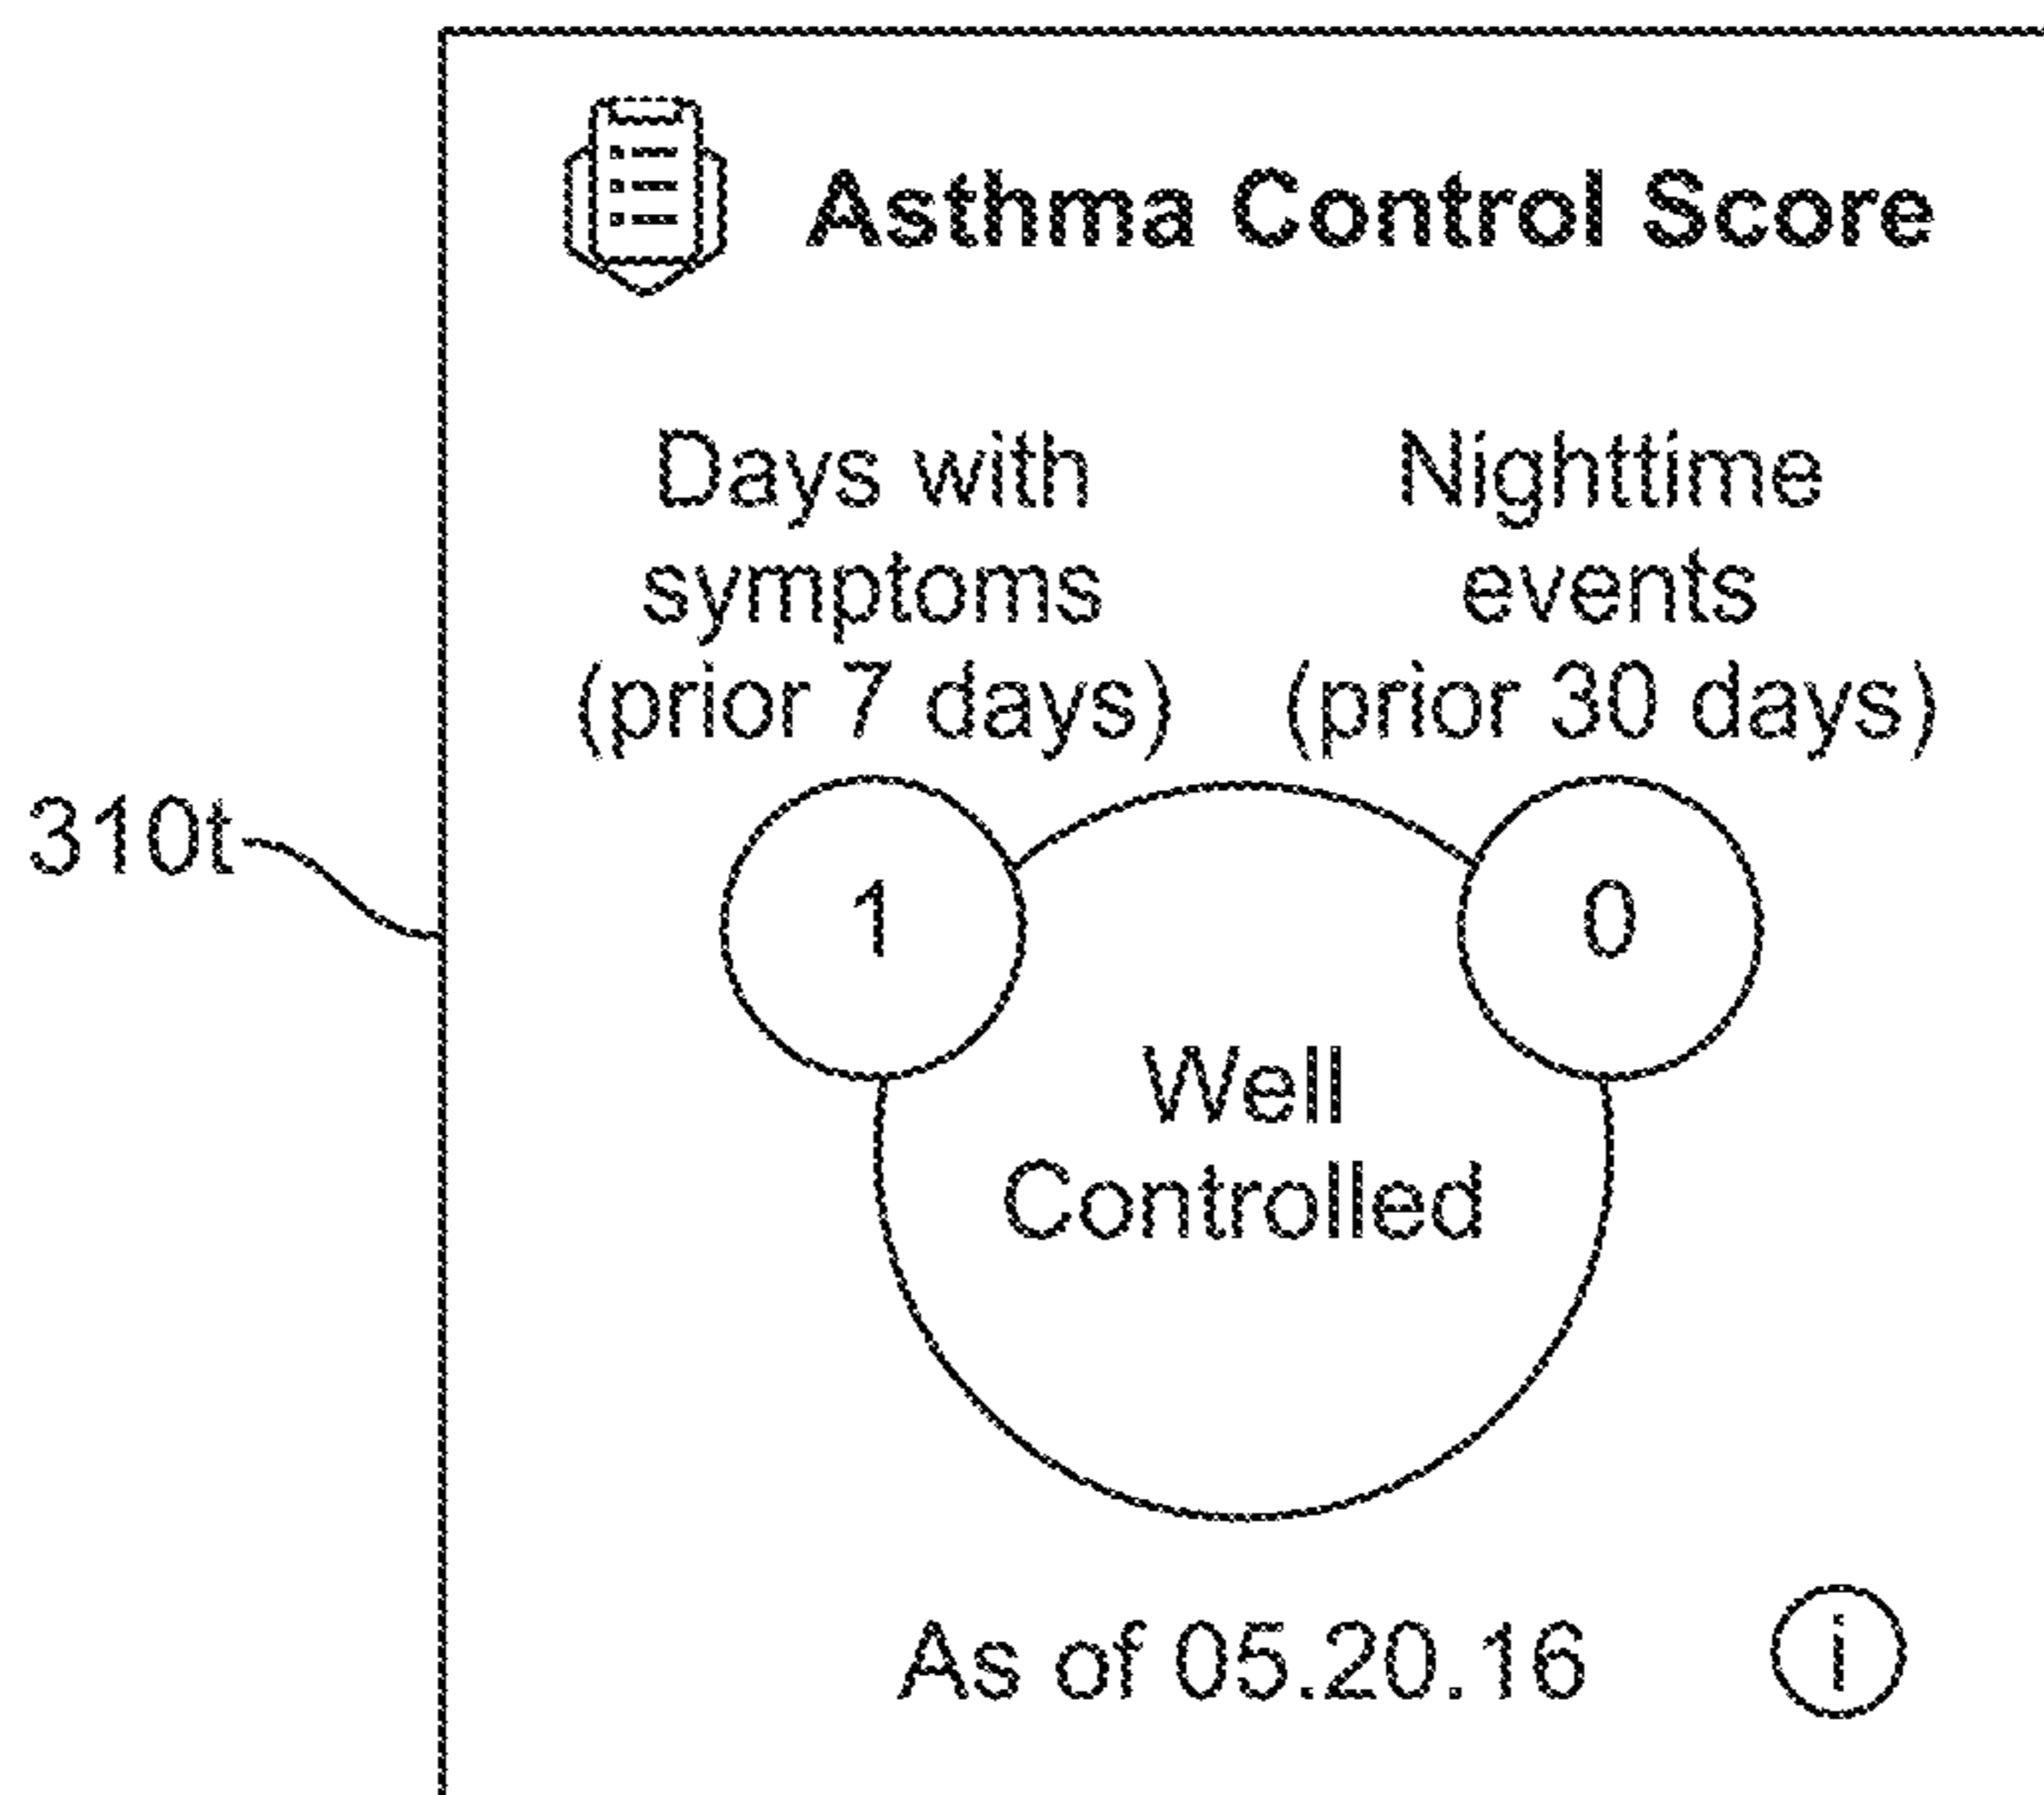 Asthma Control Score
Days with
symptoms
(prior 7 days)
Nighttime
events
(prior 30 days)
310t
1
0
Well
Controlled
As of 05.20.16
i